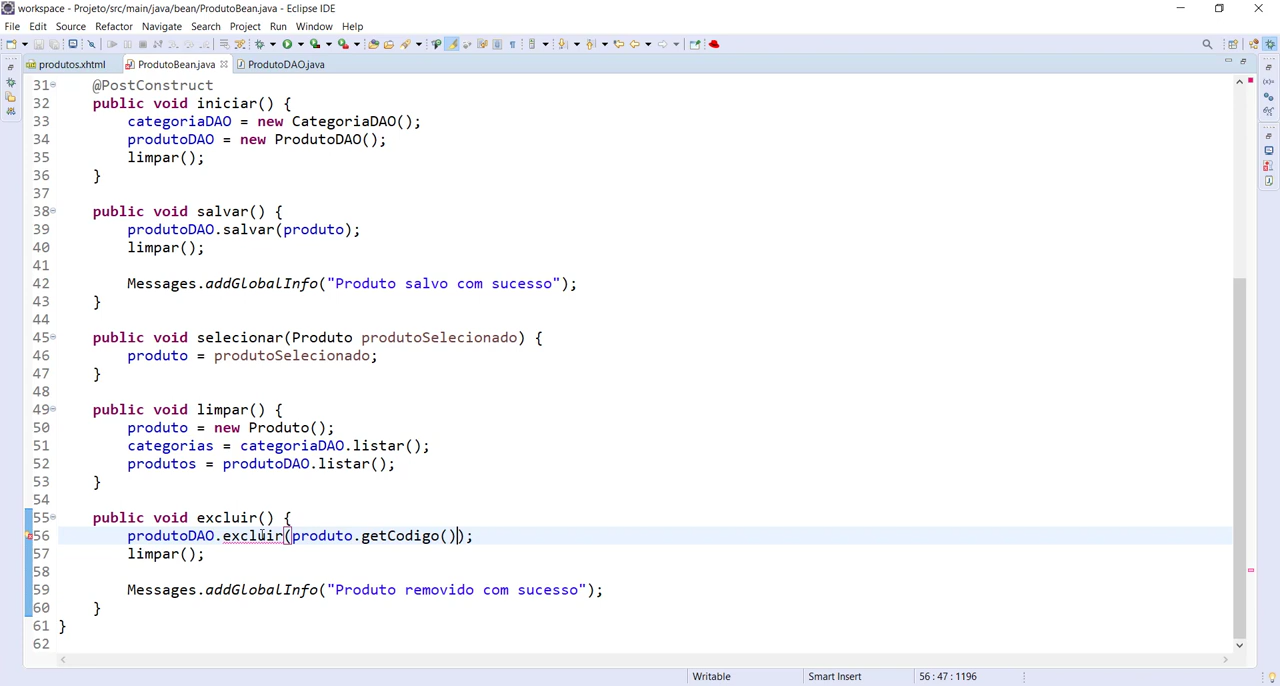 workspace - Projeto/src/main/java/bean/ProdutoBean.java - Eclipse IDE
File Edit Source Refactor Navigate Search Project Run Window Help
produtos.xhtml ProdutoBean.java ProdutoDAO.java
31 @PostConstruct
32 public void iniciar() {
33 categoriaDAO = new CategoriaDAO();
34 produtoDAO = new ProdutoDAO();
35 limpar();
36 }
37
38 public void salvar() {
39 produtoDAO.salvar(produto);
40 limpar();
41
42 Messages.addGlobalInfo("Produto salvo com sucesso");
43 }
44
45 public void selecionar(Produto produtoSelecionado) {
46 produto = produtoSelecionado;
47 }
48
49 public void limpar() {
50 produto = new Produto();
51 categorias = categoriaDAO.listar();
52 produtos = produtoDAO.listar();
53 }
54
55 public void excluir() {
56 produtoDAO.excluir(produto.getCodigo());
57 limpar();
58
59 Messages.addGlobalInfo("Produto removido com sucesso");
60 }
61 }
62
Writable Smart Insert 56 : 47 : 1196